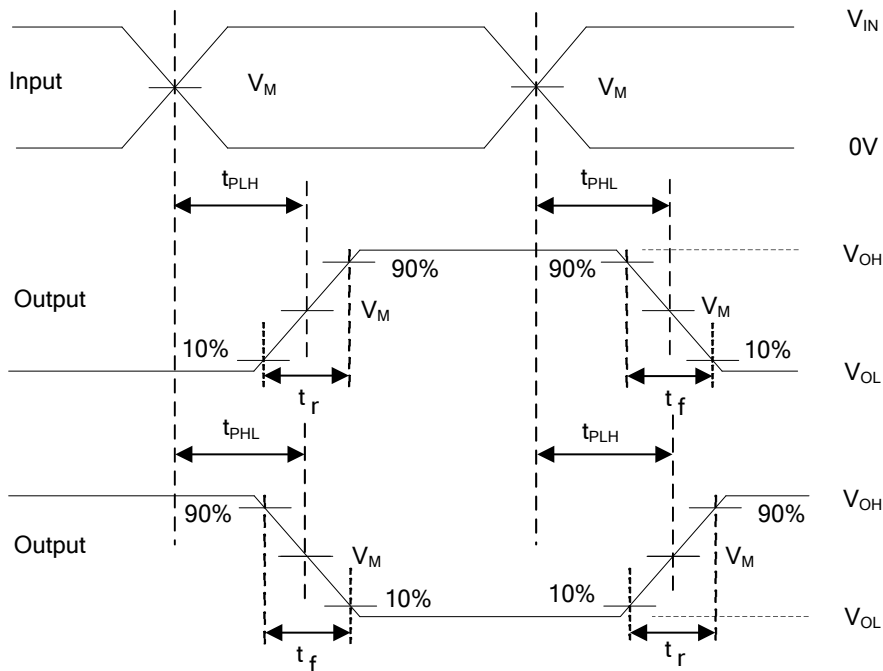 V_IN
Input V_M V_M
0V
t_PLH t_PHL
V_OH
90% 90%
Output V_M V_M
10% 10%
V_OL
t_r t_f
t_PHL t_PLH
V_OH
90% 90%
Output V_M V_M
10% 10%
V_OL
t_f t_r